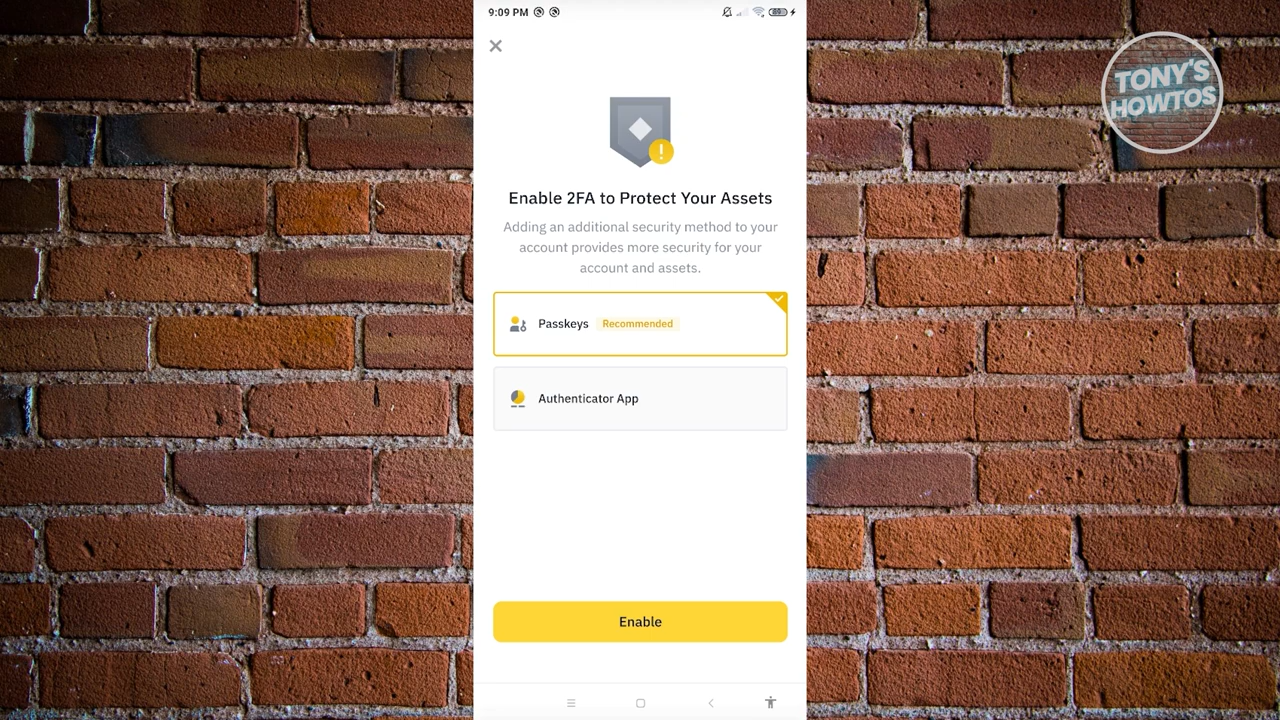 9:09 PM
89
TONY'S
HOWTOS
Enable 2FA to Protect Your Assets
Adding an additional security method to your
account provides more security for your
account and assets.
Passkeys Recommended
Authenticator App
Enable